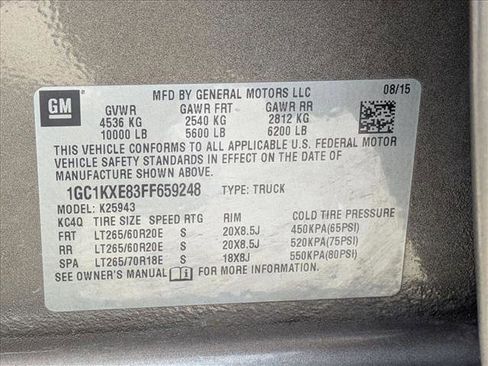 GM
MFD BY GENERAL MOTORS LLC 08/15
GVWR GAWR FRT GAWR RR
4536 KG 2540 KG 2812 KG
10000 LB 5600 LB 6200 LB
THIS VEHICLE CONFORMS TO ALL APPLICABLE U.S. FEDERAL MOTOR
VEHICLE SAFETY STANDARDS IN EFFECT ON THE DATE OF
MANUFACTURE SHOWN ABOVE.
1GC1KXE83FF659248 TYPE: TRUCK
MODEL: K25943
KC4Q TIRE SIZE SPEED RTG RIM COLD TIRE PRESSURE
FRT LT265/60R20E S 20X8.5J 450KPA(65PSI)
RR LT265/60R20E S 20X8.5J 520KPA(75PSI)
SPA LT265/70R18E S 18X8J 550KPA(80PSI)
SEE OWNER'S MANUAL FOR MORE INFORMATION.